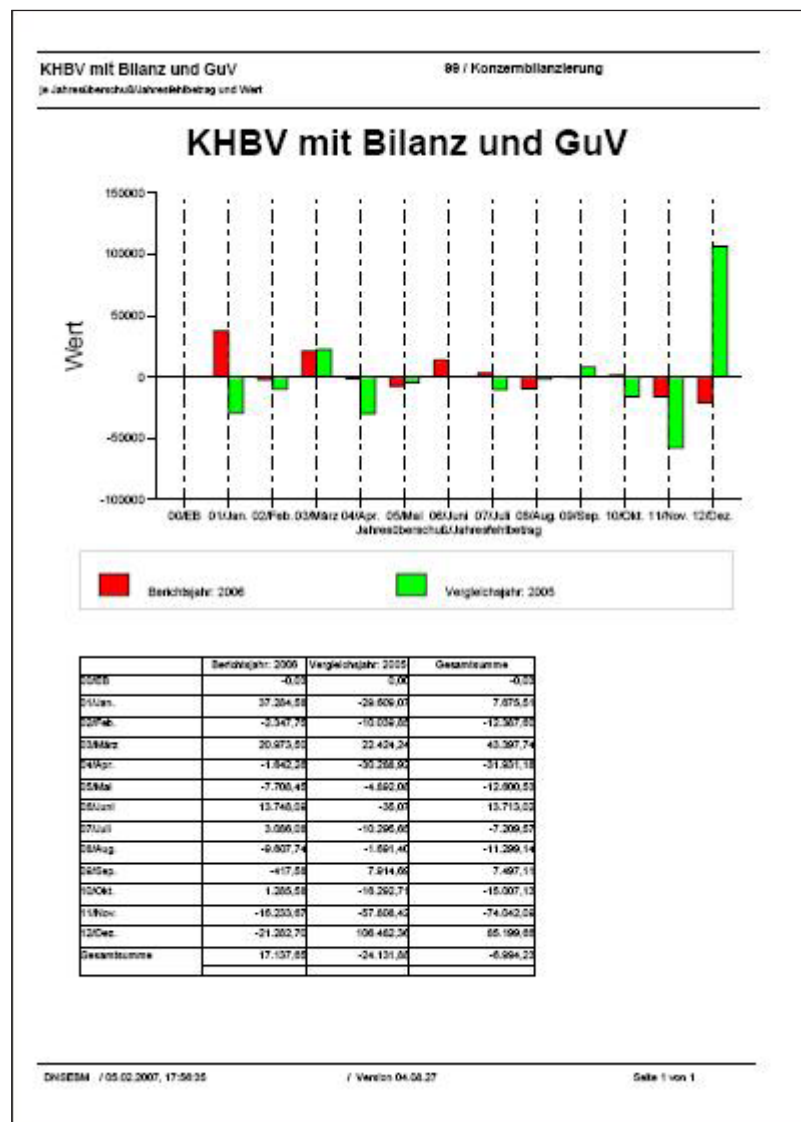 KHBV mit Bilanz und GuV 99 / Konzernbilanzierung
je Jahresüberschuß/Jahresfehlbetrag und Wert
KHBV mit Bilanz und GuV
150000
100000
50000
0
-50000
-100000
Wert
00/EB 01/Jan. 02/Feb. 03/März 04/Apr. 05/Mai 06/Juni 07/Juli 08/Aug. 09/Sep. 10/Okt. 11/Nov. 12/Dez.
Jahresüberschuß/Jahresfehlbetrag
Berichtsjahr: 2006 Vergleichsjahr: 2005
Berichtsjahr: 2006 Vergleichsjahr: 2005 Gesamtsumme
00/EB -0,03 0,00 -0,03
01/Jan. 37.284,58 -29.609,07 7.675,51
02/Feb. -2.347,75 -10.039,85 -12.387,60
03/März 20.973,50 22.424,24 43.397,74
04/Apr. -1.642,26 -30.288,92 -31.931,18
05/Mai -7.708,45 -4.892,08 -12.600,53
06/Juni 13.748,09 -35,07 13.713,02
07/Juli 3.086,08 -10.295,65 -7.209,57
08/Aug. -9.607,74 -1.691,40 -11.299,14
09/Sep. -417,58 7.914,69 7.497,11
10/Okt. 1.285,58 -16.292,71 -15.007,13
11/Nov. -16.233,67 -57.808,42 -74.042,09
12/Dez. -21.282,70 106.482,36 85.199,66
Gesamtsumme 17.137,65 -24.131,88 -6.994,23
DNSEBM / 05.02.2007, 17:56:35 / Version 04.08.27 Seite 1 von 1